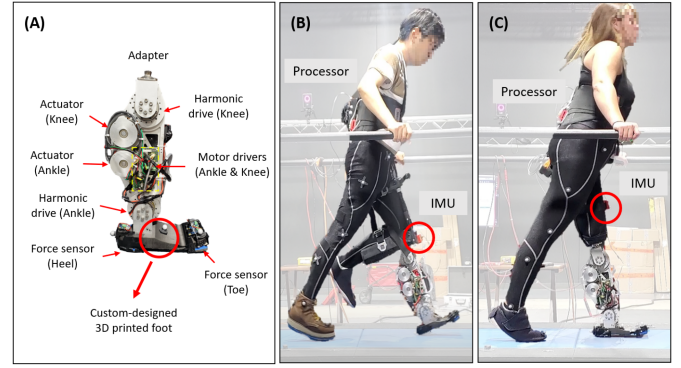 (A)
Adapter
Actuator
(Knee)
Harmonic
drive (Knee)
Actuator
(Ankle)
Motor drivers
(Ankle & Knee)
Harmonic
drive (Ankle)
Force sensor
(Heel)
Force sensor
(Toe)
Custom-designed
3D printed foot
(B)
Processor
IMU
(C)
Processor
IMU